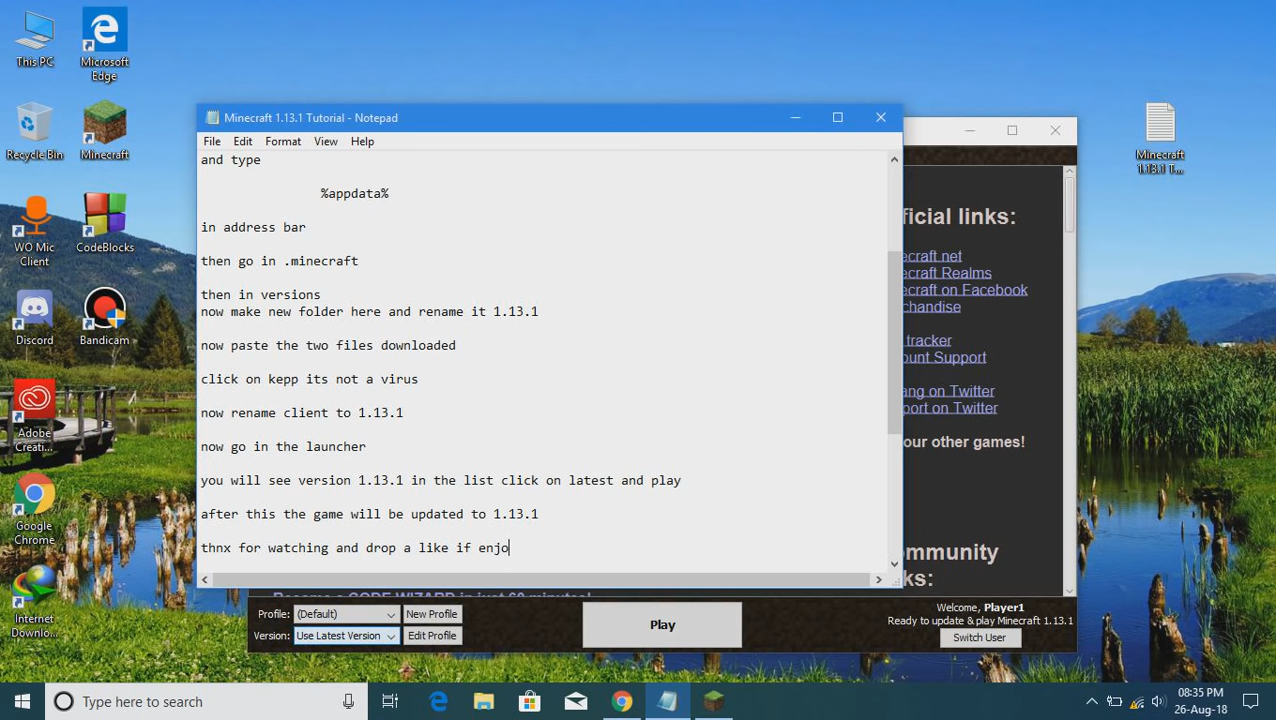 This PC
Microsoft
Edge
Recycle Bin
Minecraft
WO Mic
Client
CodeBlocks
Discord
Bandicam
Adobe
Creati...
Google
Chrome
Internet
Downlo...
Minecraft 1.13.1 Tutorial - Notepad
File Edit Format View Help
and type
%appdata%
in address bar
then go in .minecraft
then in versions
now make new folder here and rename it 1.13.1
now paste the two files downloaded
click on kepp its not a virus
now rename client to 1.13.1
now go in the launcher
you will see version 1.13.1 in the list click on latest and play
after this the game will be updated to 1.13.1
thnx for watching and drop a like if enjo
Minecraft
1.13.1 T...
ficial links:
ecraft net
ecraft Realms
ecraft on Facebook
chandise
tracker
ount Support
ang on Twitter
port on Twitter
our other games!
ommunity
ks:
Become a CODE WIZARD in just 60 minutes!
Profile: (Default) New Profile
Version: Use Latest Version Edit Profile
Play
Welcome, Player1
Ready to update & play Minecraft 1.13.1
Switch User
Type here to search
08:35 PM
26-Aug-18